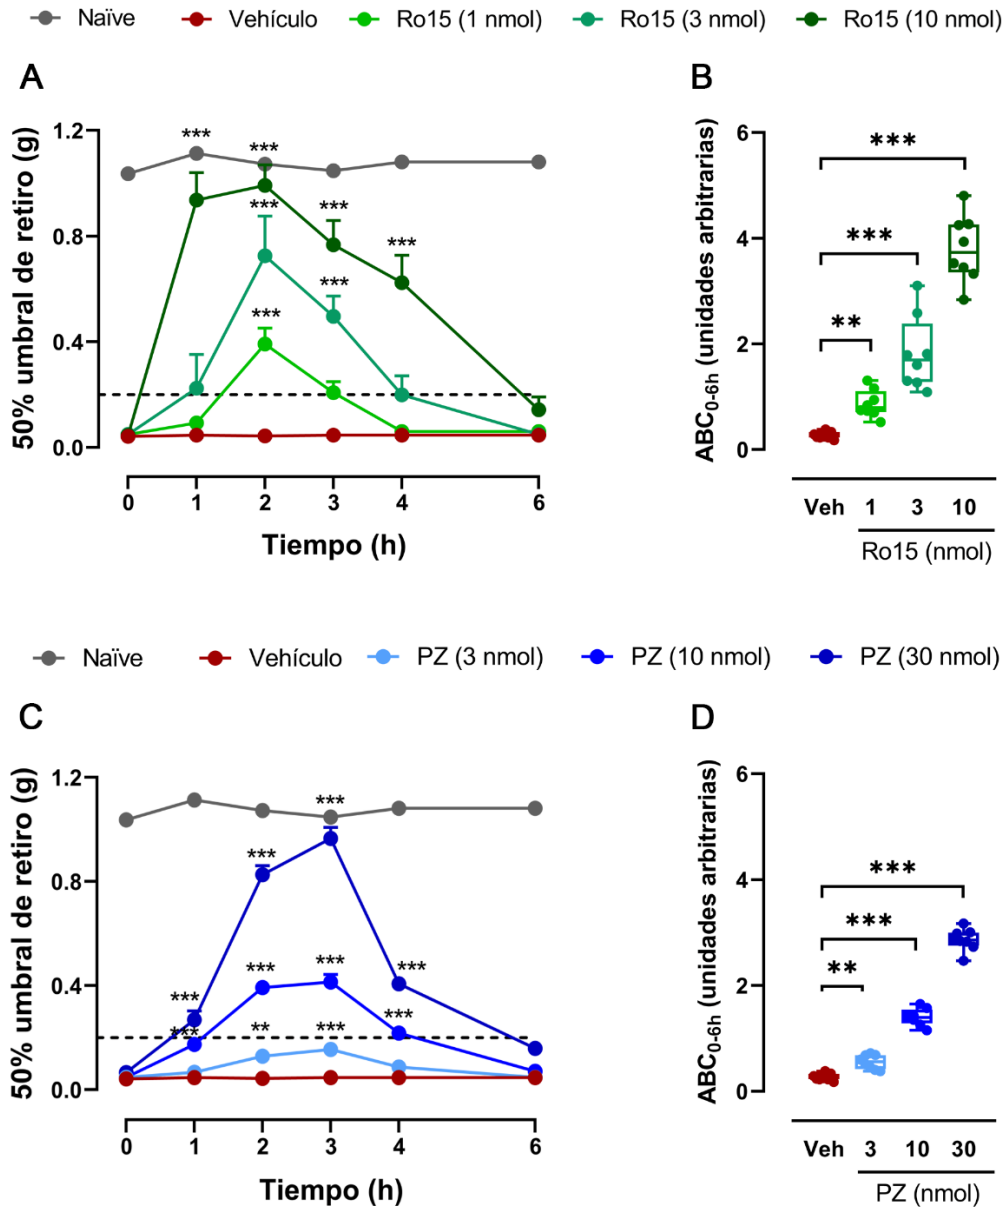 Naïve Vehículo Ro15 (1 nmol) Ro15 (3 nmol) Ro15 (10 nmol)
A
50% umbral de retiro (g)
1.2
0.8
0.4
0.0
*** *** *** *** *** *** ***
0 1 2 3 4 6
Tiempo (h)
B
ABC0-6h (unidades arbitrarias)
6
4
2
0
***
***
**
Veh 1 3 10
Ro15 (nmol)
Naïve Vehículo PZ (3 nmol) PZ (10 nmol) PZ (30 nmol)
C
50% umbral de retiro (g)
1.2
0.8
0.4
0.0
***
***
*** *** *** ***
*** ** *** ***
0 1 2 3 4 6
Tiempo (h)
D
ABC0-6h (unidades arbitrarias)
6
4
2
0
***
***
**
Veh 3 10 30
PZ (nmol)